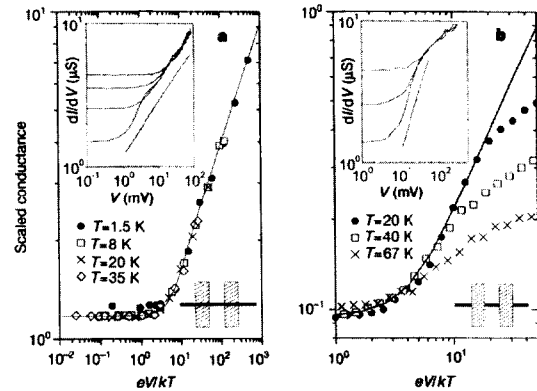 Scaled conductance
10¹
10⁰
10⁻² 10⁻¹ 10⁰ 10¹ 10² 10³
eV/kT
a
dI/dV (μS)
10¹
10⁰
10⁻¹ 10⁰ 10¹ 10²
V (mV)
T=1.5 K
T=8 K
T=20 K
T=35 K
b
10⁰
10⁻¹
10⁰ 10¹
eV/kT
dI/dV (μS)
10¹
10⁰
10⁰ 10¹ 10²
V (mV)
T=20 K
T=40 K
T=67 K